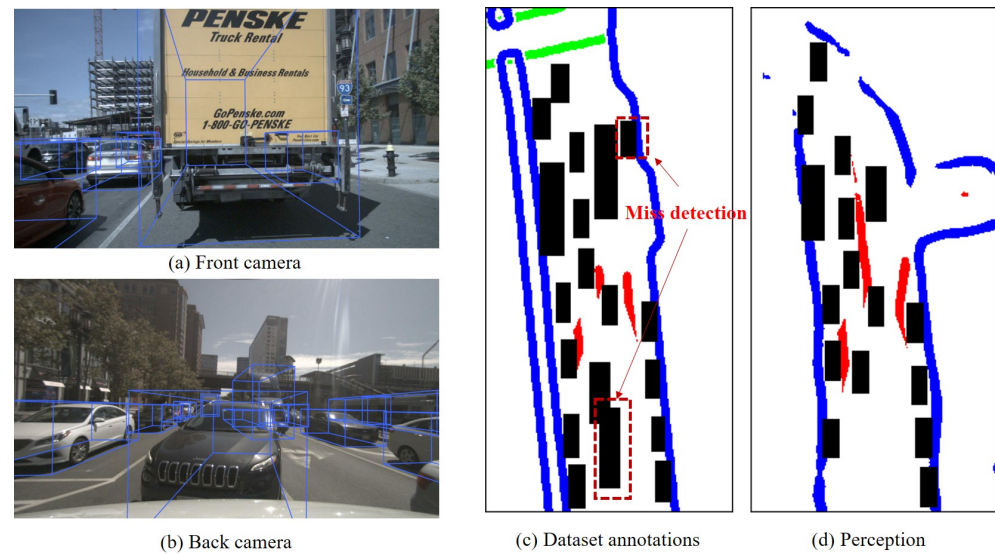 PENSKE
Truck Rental
Household & Business Rentals
GoPenske.com
1-800-GO-PENSKE
93
(a) Front camera
(b) Back camera
Miss detection
(c) Dataset annotations
(d) Perception